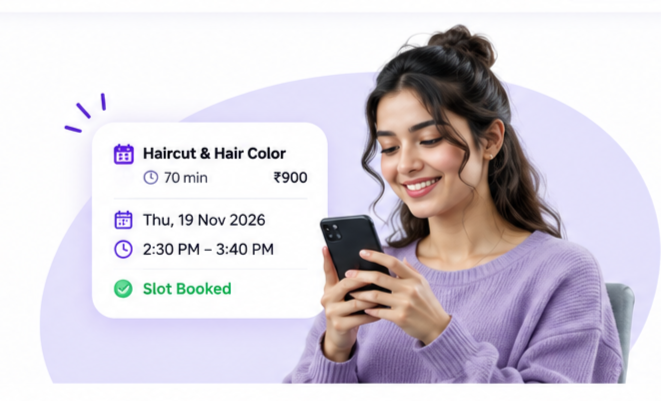 Haircut & Hair Color
70 min ₹900
Thu, 19 Nov 2026
2:30 PM – 3:40 PM
Slot Booked